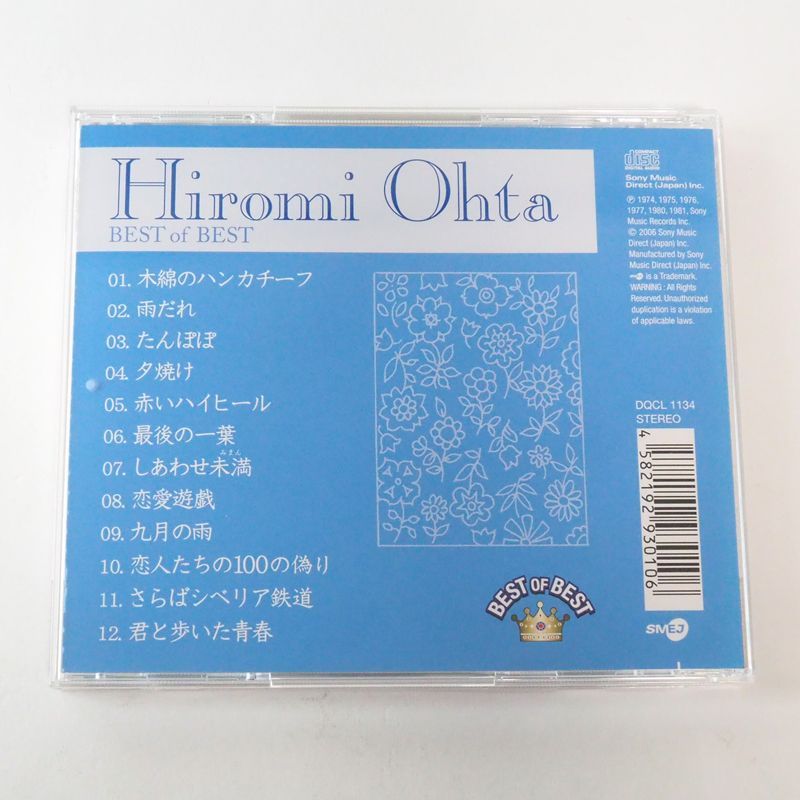 Hiromi Ohta
BEST of BEST
01. 木綿のハンカチーフ
02. 雨だれ
03. たんぽぽ
04. 夕焼け
05. 赤いハイヒール
06. 最後の一葉
みまん
07. しあわせ未満
08. 恋愛遊戯
09. 九月の雨
10. 恋人たちの100の偽り
11. さらばシベリア鉄道
12. 君と歩いた青春
BEST OF BEST
COMPACT
disc
DIGITAL AUDIO
Sony Music
Direct (Japan) Inc.
Ⓟ 1974, 1975, 1976,
1977, 1980, 1981, Sony
Music Records Inc.
© 2006 Sony Music
Direct (Japan) Inc.
Manufactured by Sony
Music Direct (Japan) Inc.
SMEJ is a Trademark.
WARNING : All Rights
Reserved. Unauthorized
duplication is a violation
of applicable laws.
DQCL 1134
STEREO
4582192930106
SMEJ